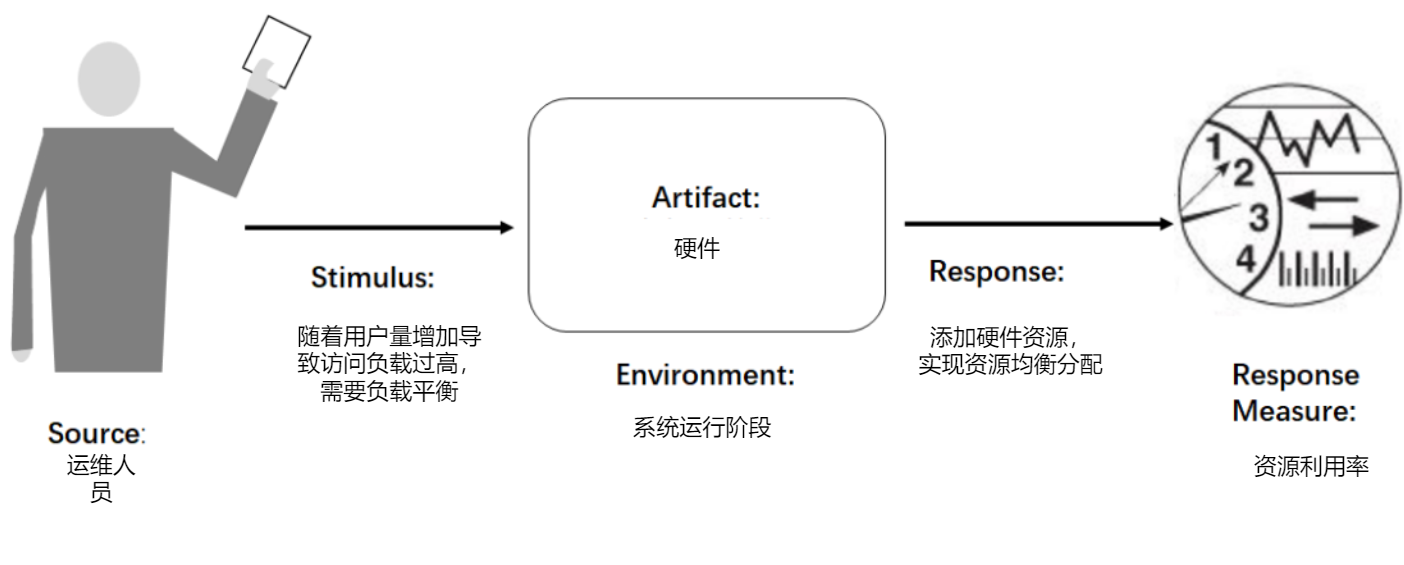 Source:
运维人
员
Stimulus:
随着用户量增加导
致访问负载过高，
需要负载平衡
Artifact:
硬件
Environment:
系统运行阶段
Response:
添加硬件资源，
实现资源均衡分配
1
2
3
4
Response
Measure:
资源利用率